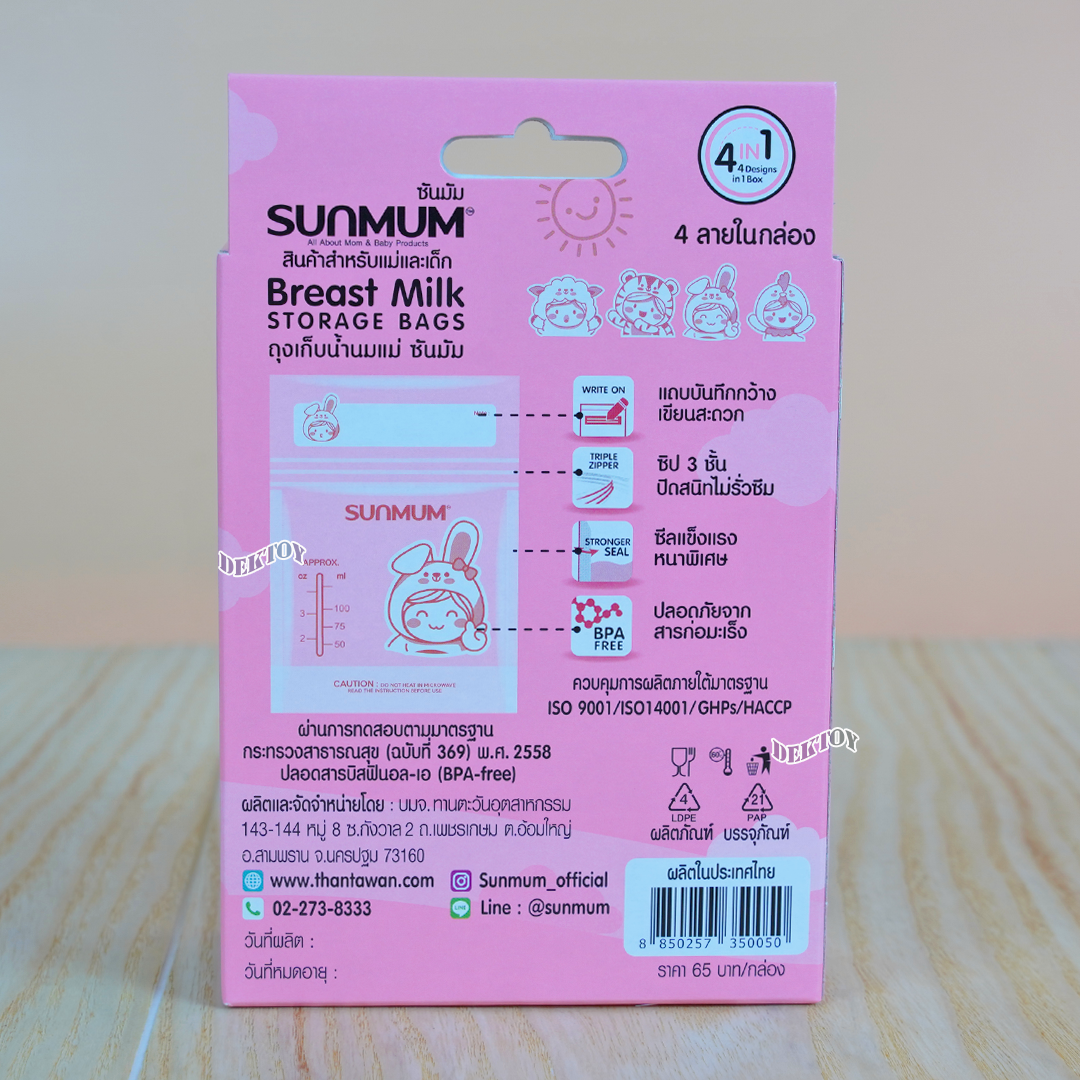 ซันมัม
SUNMUM™
All About Mom & Baby Products
สินค้าสำหรับแม่และเด็ก
Breast Milk
STORAGE BAGS
ถุงเก็บน้ำนมแม่ ซันมัม
4 IN 1
4 Designs
in 1 Box
4 ลายในกล่อง
WRITE ON
แถบบันทึกกว้าง
เขียนสะดวก
TRIPLE
ZIPPER
ซิป 3 ชั้น
ปิดสนิทไม่รั่วซึม
STRONGER
SEAL
ซีลแข็งแรง
หนาพิเศษ
BPA
FREE
ปลอดภัยจาก
สารก่อมะเร็ง
SUNMUM
APPROX.
oz ml
3 100
75
2 50
CAUTION : DO NOT HEAT IN MICROWAVE
READ THE INSTRUCTION BEFORE USE
ควบคุมการผลิตภายใต้มาตรฐาน
ISO 9001/ISO14001/GHPs/HACCP
ผ่านการทดสอบตามมาตรฐาน
กระทรวงสาธารณสุข (ฉบับที่ 369) พ.ศ. 2558
ปลอดสารบิสฟีนอล-เอ (BPA-free)
60°
4 21
LDPE PAP
ผลิตภัณฑ์ บรรจุภัณฑ์
ผลิตและจัดจำหน่ายโดย : บมจ.ทานตะวันอุตสาหกรรม
143-144 หมู่ 8 ซ.กังวาล 2 ถ.เพชรเกษม ต.อ้อมใหญ่
อ.สามพราน จ.นครปฐม 73160
www.thantawan.com Sunmum_official
02-273-8333 LINE Line : @sunmum
วันที่ผลิต :
วันที่หมดอายุ :
ผลิตในประเทศไทย
8 850257 350050
ราคา 65 บาท/กล่อง
DEKTOY
DEKTOY